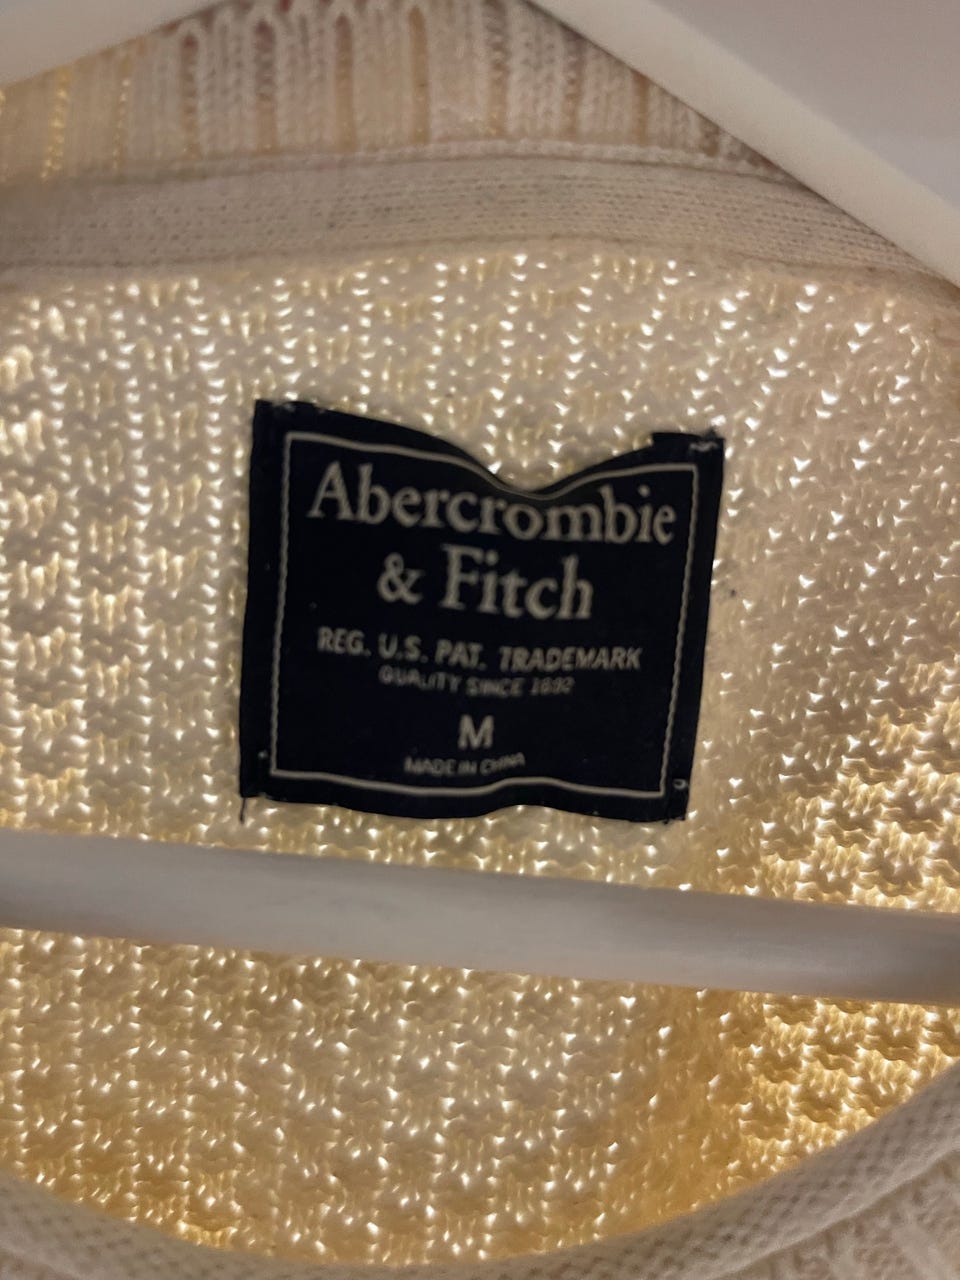 Abercrombie
& Fitch
REG. U.S. PAT. TRADEMARK
QUALITY SINCE 1892
M
MADE IN CHINA